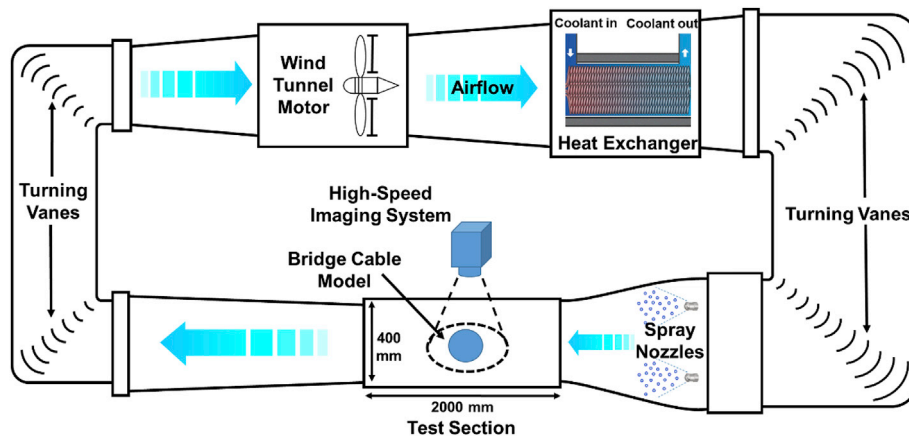 Coolant in
Coolant out
Wind
Tunnel
Motor
Airflow
Heat Exchanger
Turning
Vanes
High-Speed
Imaging System
Turning Vanes
Bridge Cable
Model
400
mm
Spray
Nozzles
2000 mm
Test Section